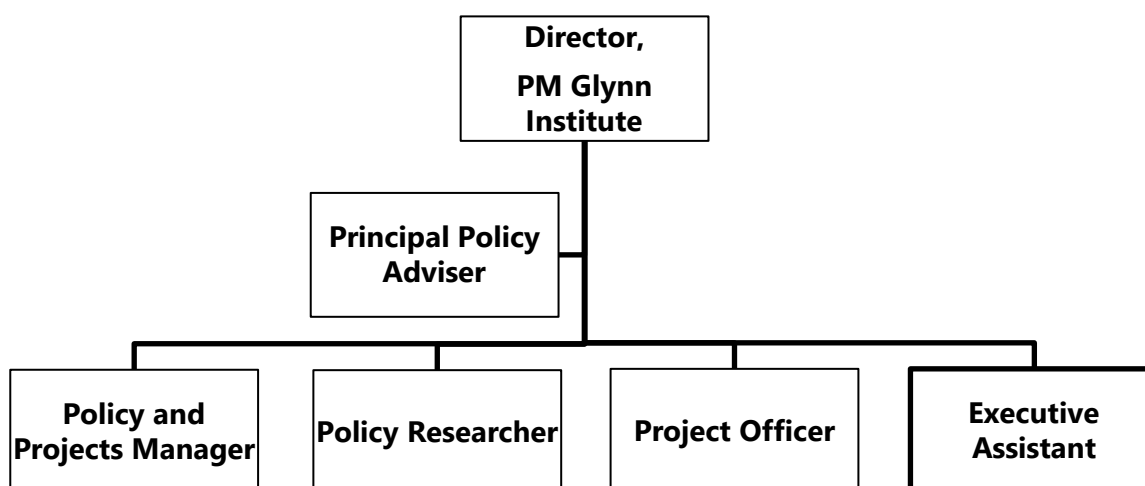 Director,
PM Glynn
Institute
Principal Policy
Adviser
Policy and
Projects Manager
Policy Researcher
Project Officer
Executive
Assistant